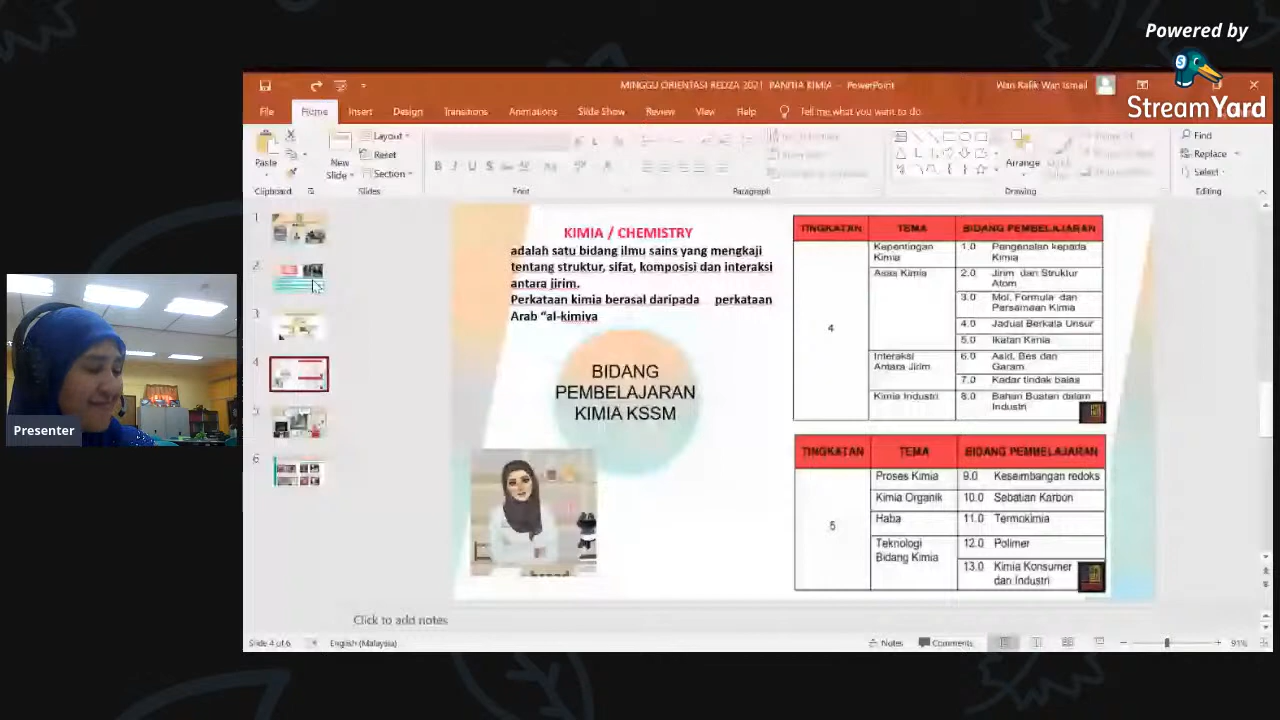 Powered by
StreamYard
MINGGU ORIENTASI REDZA 2021 PANITIA KIMIA - PowerPoint
Wan Rafik Wan Ismail
File Home Insert Design Transitions Animations Slide Show Review View Help Tell me what you want to do
Paste
Clipboard
New
Slide
Layout
Reset
Section
Slides
Font
Paragraph
Arrange
Drawing
Find
Replace
Select
Editing
1
2
3
4
5
6
Presenter
KIMIA / CHEMISTRY
adalah satu bidang ilmu sains yang mengkaji
tentang struktur, sifat, komposisi dan interaksi
antara jirim.
Perkataan kimia berasal daripada perkataan
Arab "al-kimiya
BIDANG
PEMBELAJARAN
KIMIA KSSM
TINGKATAN TEMA BIDANG PEMBELAJARAN
4
Kepentingan
Kimia
1.0 Pengenalan kepada
Kimia
Asas Kimia
2.0 Jirim dan Struktur
Atom
3.0 Mol, Formula dan
Persamaan Kimia
4.0 Jadual Berkala Unsur
5.0 Ikatan Kimia
Interaksi
Antara Jirim
6.0 Asid, Bes dan
Garam
7.0 Kadar tindak balas
Kimia Industri
8.0 Bahan Buatan dalam
Industri
TINGKATAN TEMA BIDANG PEMBELAJARAN
5
Proses Kimia 9.0 Keseimbangan redoks
Kimia Organik 10.0 Sebatian Karbon
Haba 11.0 Termokimia
Teknologi
Bidang Kimia
12.0 Polimer
13.0 Kimia Konsumer
dan Industri
Click to add notes
Slide 4 of 6 English (Malaysia) Notes Comments 91%